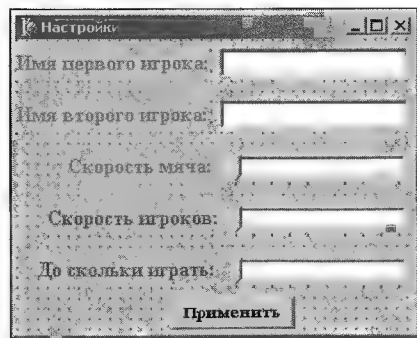 Настройки
Имя первого игрока:
Имя второго игрока:
Скорость мяча:
Скорость игроков:
До скольки играть:
Применить